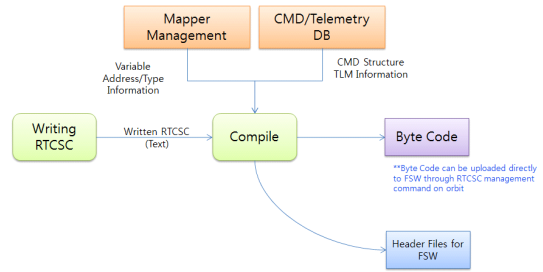 Mapper
Management
CMD/Telemetry
DB
Variable
Address/Type
Information
CMD Structure
TLM Information
Writing
RTCSC
Written RTCSC
(Text)
Compile
Byte Code
**Byte Code can be uploaded directly
to FSW through RTCSC management
command on orbit
Header Files for
FSW